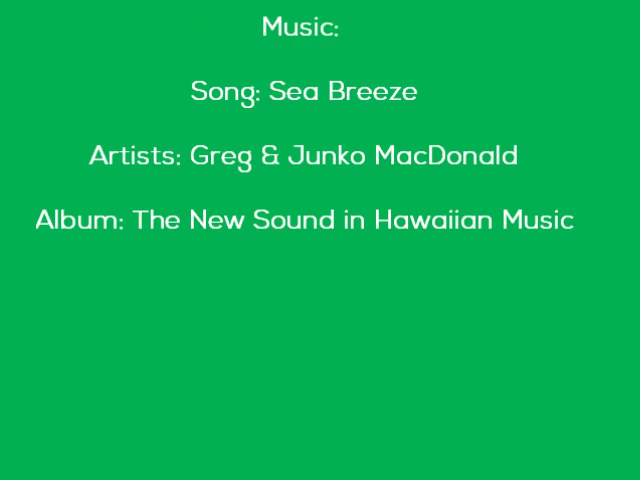 Music:
Song: Sea Breeze
Artists: Greg & Junko MacDonald
Album: The New Sound in Hawaiian Music